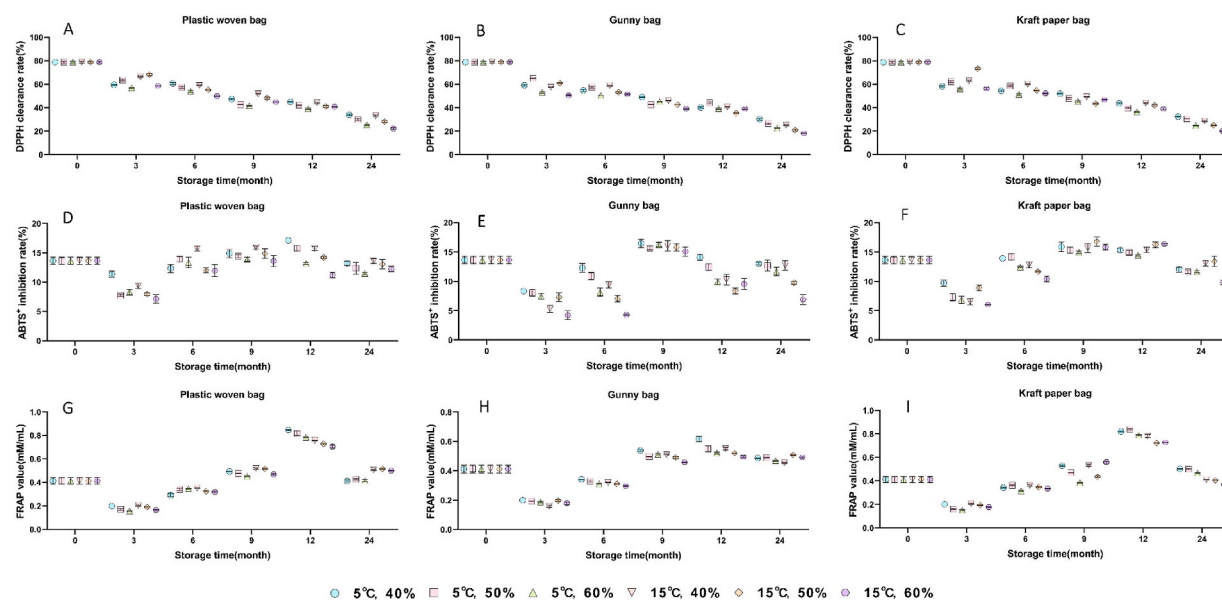 A
Plastic woven bag
DPPH clearance rate(%)
100
80
60
40
20
0
0 3 6 9 12 24
Storage time(month)
B
Gunny bag
DPPH clearance rate(%)
100
80
60
40
20
0
0 3 6 9 12 24
Storage time(month)
C
Kraft paper bag
DPPH clearance rate(%)
100
80
60
40
20
0
0 3 6 9 12 24
Storage time(month)
D
Plastic woven bag
ABTS+ inhibition rate(%)
20
15
10
5
0
0 3 6 9 12 24
Storage time(month)
E
Gunny bag
ABTS+ inhibition rate(%)
20
15
10
5
0
0 3 6 9 12 24
Storage time(month)
F
Kraft paper bag
ABTS+ inhibition rate(%)
20
15
10
5
0
0 3 6 9 12 24
Storage time(month)
G
Plastic woven bag
FRAP value(mM/mL)
1.0
0.8
0.6
0.4
0.2
0.0
0 3 6 9 12 24
Storage time(month)
H
Gunny bag
FRAP value(mM/mL)
0.8
0.6
0.4
0.2
0.0
0 3 6 9 12 24
Storage time(month)
I
Kraft paper bag
FRAP value(mM/mL)
1.0
0.8
0.6
0.4
0.2
0.0
0 3 6 9 12 24
Storage time(month)
5℃, 40% 5℃, 50% 5℃, 60% 15℃, 40% 15℃, 50% 15℃, 60%